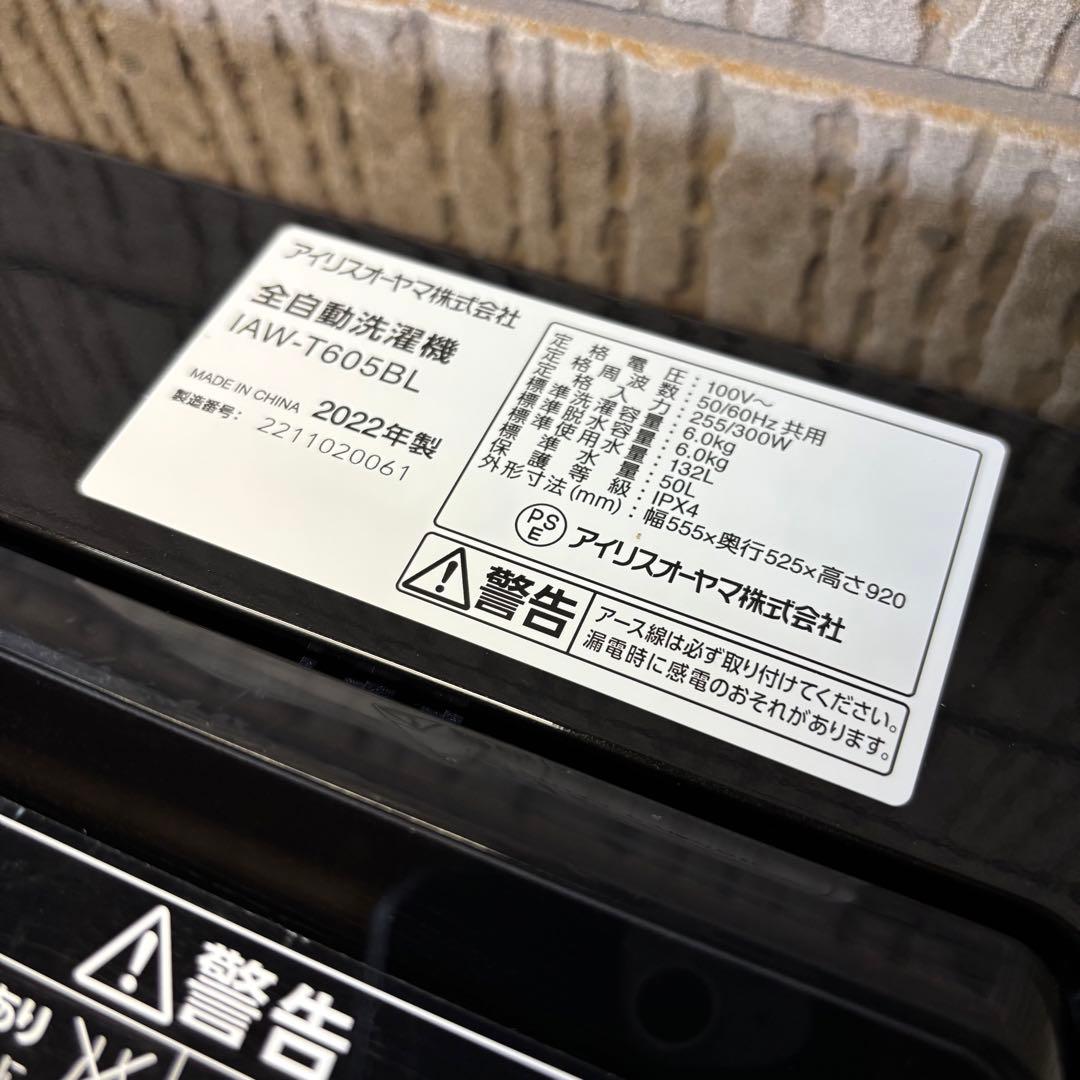 アイリスオーヤマ株式会社
全自動洗濯機
IAW-T605BL
MADE IN CHINA 2022年製
製造番号: 2211020061
定格電圧:100V～
定格周波数:50/60Hz 共用
定格入力:255/300W
標準洗濯容量:6.0kg
標準脱水容量:6.0kg
標準使用水量:132L
標準水量:50L
保護等級:IPX4
外形寸法(mm):幅555×奥行525×高さ920
PSE アイリスオーヤマ株式会社
警告
アース線は必ず取り付けてください。
漏電時に感電のおそれがあります。
警告
あり